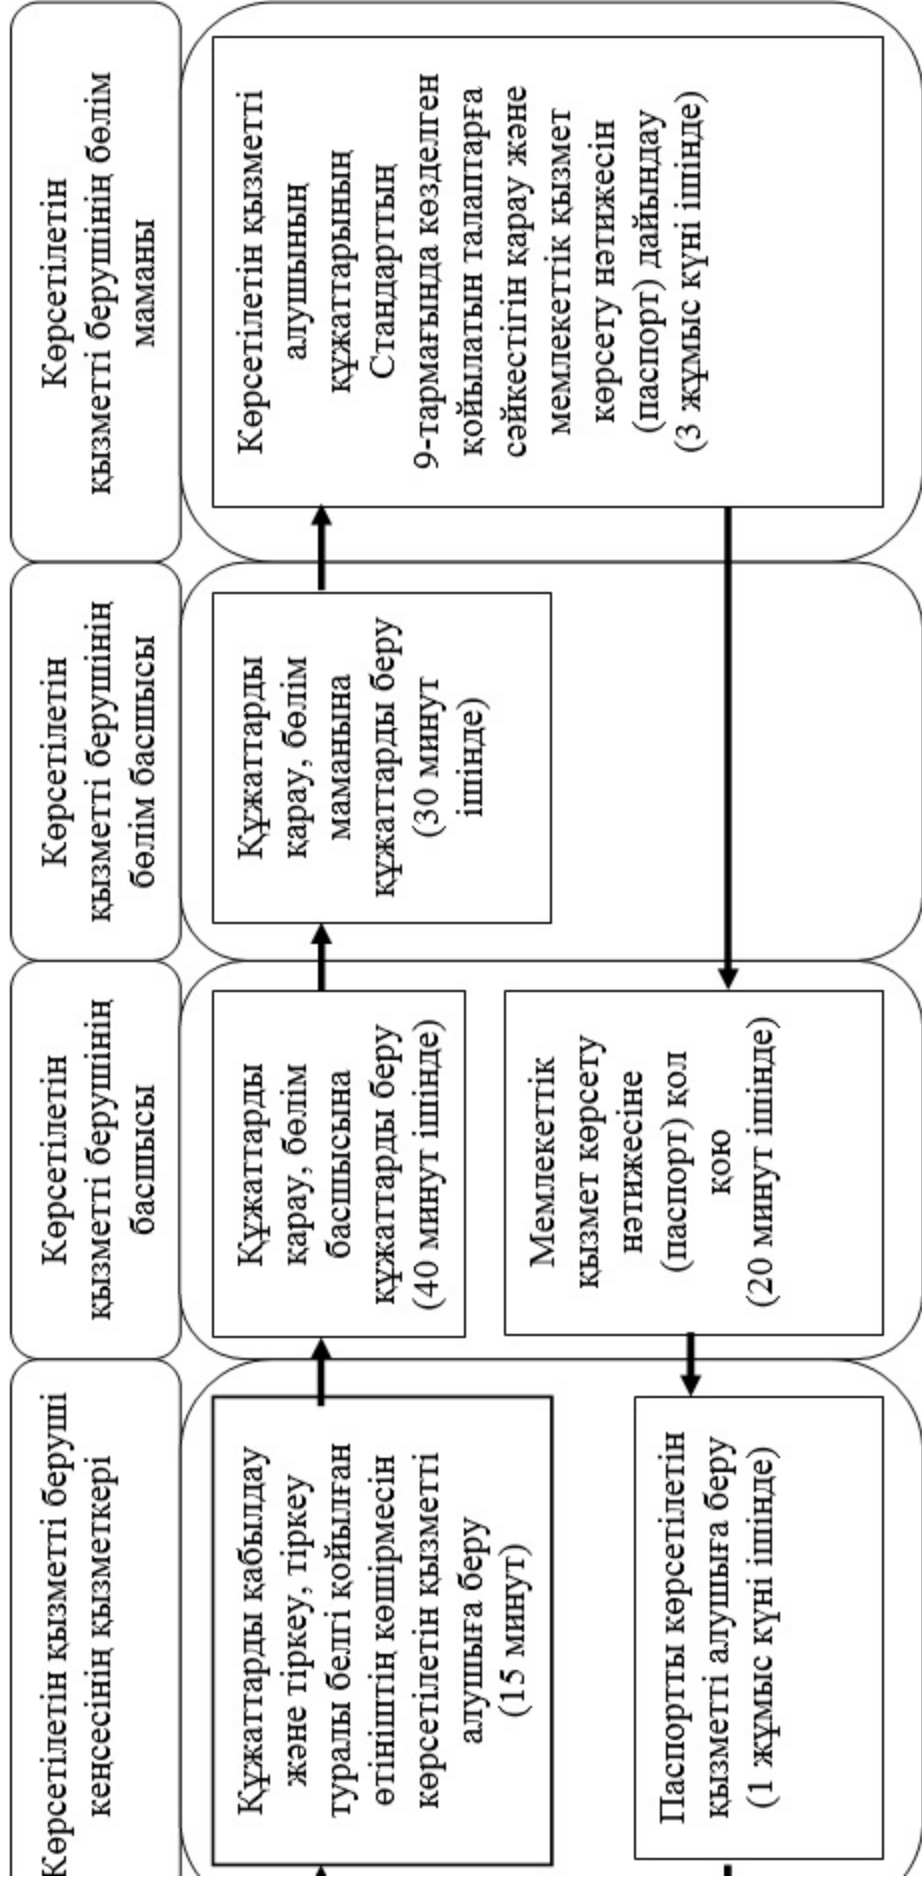 Көрсетілетін қызметті беруші
кеңсесінің қызметкері
Көрсетілетін
қызметті берушінің
басшысы
Көрсетілетін
қызметті берушінің
бөлім басшысы
Көрсетілетін
қызметті берушінің бөлім
маманы
Құжаттарды қабылдау
және тіркеу, тіркеу
туралы белгі қойылған
өтініштің көшірмесін
көрсетілетін қызметті
алушыға беру
(15 минут)
Құжаттарды
қарау, бөлім
басшысына
құжаттарды беру
(40 минут ішінде)
Құжаттарды
қарау, бөлім
маманына
құжаттарды беру
(30 минут
ішінде)
Көрсетілетін қызметті
алушының
құжаттарының
Стандарттың
9-тармағында көзделген
қойылатын талаптарға
сәйкестігін қарау және
мемлекеттік қызмет
көрсету нәтижесін
(паспорт) дайындау
(3 жұмыс күні ішінде)
Мемлекеттік
қызмет көрсету
нәтижесіне
(паспорт) қол
қою
(20 минут ішінде)
Паспортты көрсетілетін
қызметті алушыға беру
(1 жұмыс күні ішінде)